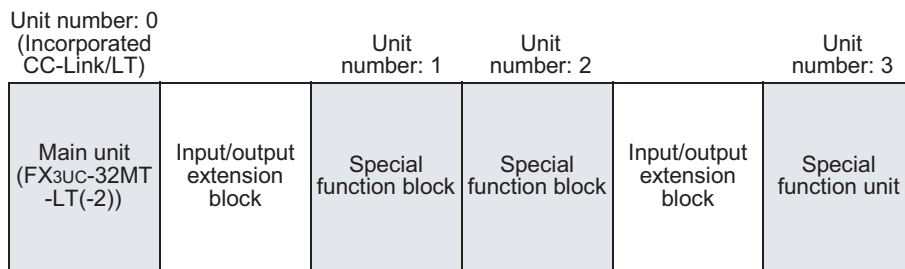 Unit number: 0
(Incorporated
CC-Link/LT)
Unit
number: 1
Unit
number: 2
Unit
number: 3
Main unit
(FX3UC-32MT
-LT(-2))
Input/output
extension
block
Special
function block
Special
function block
Input/output
extension
block
Special
function unit